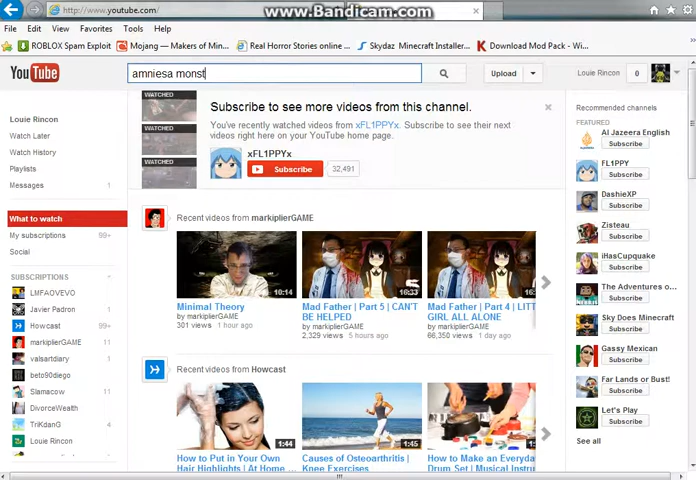 www.Bandicam.com
http://www.youtube.com/
File Edit View Favorites Tools Help
ROBLOX Spam Exploit Mojang — Makers of Min... Real Horror Stories online ... Skydaz Minecraft Installer... Download Mod Pack - Wor...
YouTube amniesa monst Upload Louie Rincon 0
Louie Rincon
Watch Later
Watch History
Playlists
Messages 1
What to watch
My subscriptions 99+
Social
SUBSCRIPTIONS
LMFAOVEVO
Javier Padron 1
Howcast 99+
markiplierGAME 11
valsartdiary 1
beto90diego
Slamacow 11
DivorceWealth
TriKdanG 4
Louie Rincon
WATCHED
WATCHED
WATCHED
Subscribe to see more videos from this channel.
You've recently watched videos from xFL1PPYx. Subscribe to see their next
videos right here on your YouTube home page.
xFL1PPYx
Subscribe 32,491
Recent videos from markiplierGAME
10:14
16:33
Minimal Theory
by markiplierGAME
301 views 1 hour ago
Mad Father | Part 5 | CAN'T
BE HELPED
by markiplierGAME
2,329 views 5 hours ago
Mad Father | Part 4 | LITT
GIRL ALL ALONE
by markiplierGAME
66,350 views 1 day ago
Recent videos from Howcast
1:44
1:45
How to Put in Your Own
Hair Highlights | At Home ...
Causes of Osteoarthritis |
Knee Exercises
How to Make an Everyda
Drum Set | Musical Instru
Recommended channels
FEATURED
Al Jazeera English
Subscribe
FL1PPY
Subscribe
DashieXP
Subscribe
Zisteau
Subscribe
iHasCupquake
Subscribe
The Adventures o...
Subscribe
Sky Does Minecraft
Subscribe
Gassy Mexican
Subscribe
Far Lands or Bust!
Subscribe
Let's Play
Subscribe
See all